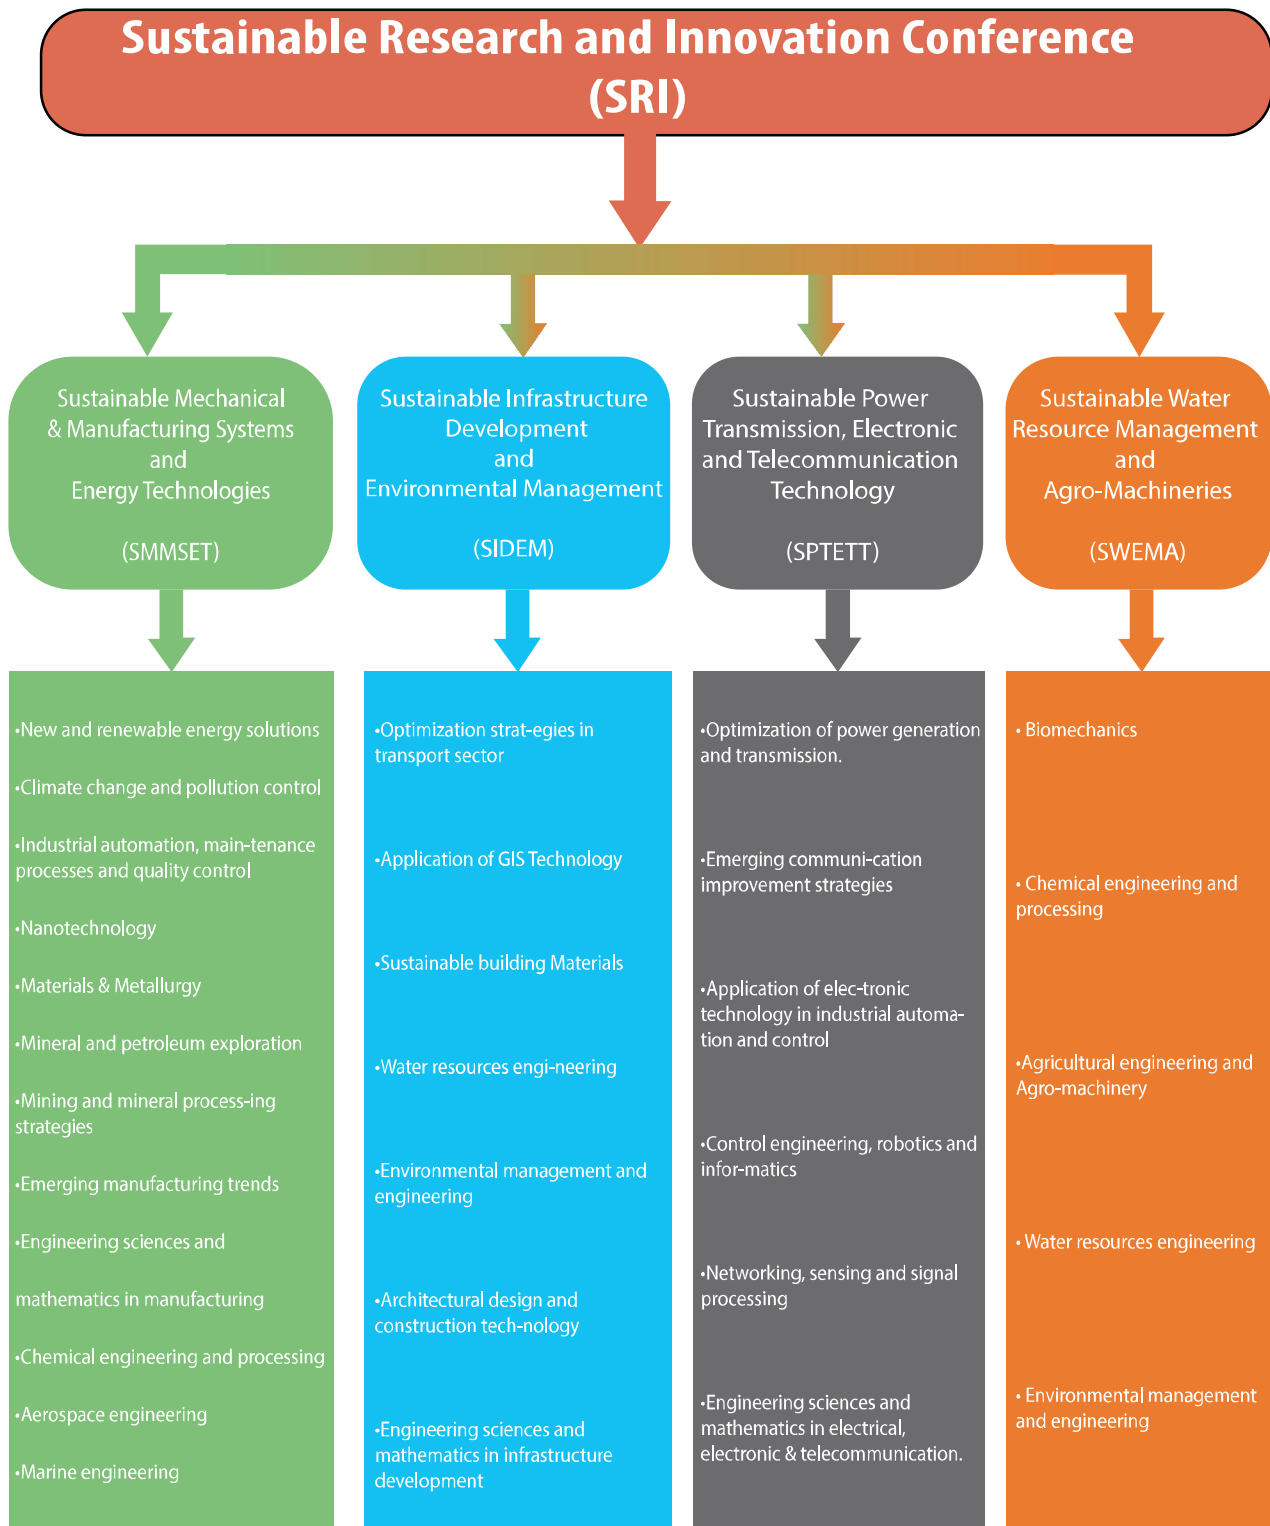 Sustainable Research and Innovation Conference
(SRI)
Sustainable Mechanical
& Manufacturing Systems
and
Energy Technologies
(SMMSET)
Sustainable Infrastructure
Development
and
Environmental Management
(SIDEM)
Sustainable Power
Transmission, Electronic
and Telecommunication
Technology
(SPTETT)
Sustainable Water
Resource Management
and
Agro-Machineries
(SWEMA)
•New and renewable energy solutions
•Climate change and pollution control
•Industrial automation, main-tenance
processes and quality control
•Nanotechnology
•Materials & Metallurgy
•Mineral and petroleum exploration
•Mining and mineral process-ing
strategies
•Emerging manufacturing trends
•Engineering sciences and
mathematics in manufacturing
•Chemical engineering and processing
•Aerospace engineering
•Marine engineering
•Optimization strat-egies in
transport sector
•Application of GIS Technology
•Sustainable building Materials
•Water resources engi-neering
•Environmental management and
engineering
•Architectural design and
construction tech-nology
•Engineering sciences and
mathematics in infrastructure
development
•Optimization of power generation
and transmission.
•Emerging communi-cation
improvement strategies
•Application of elec-tronic
technology in industrial automa-
tion and control
•Control engineering, robotics and
infor-matics
•Networking, sensing and signal
processing
•Engineering sciences and
mathematics in electrical,
electronic & telecommunication.
• Biomechanics
• Chemical engineering and
processing
•Agricultural engineering and
Agro-machinery
• Water resources engineering
• Environmental management
and engineering